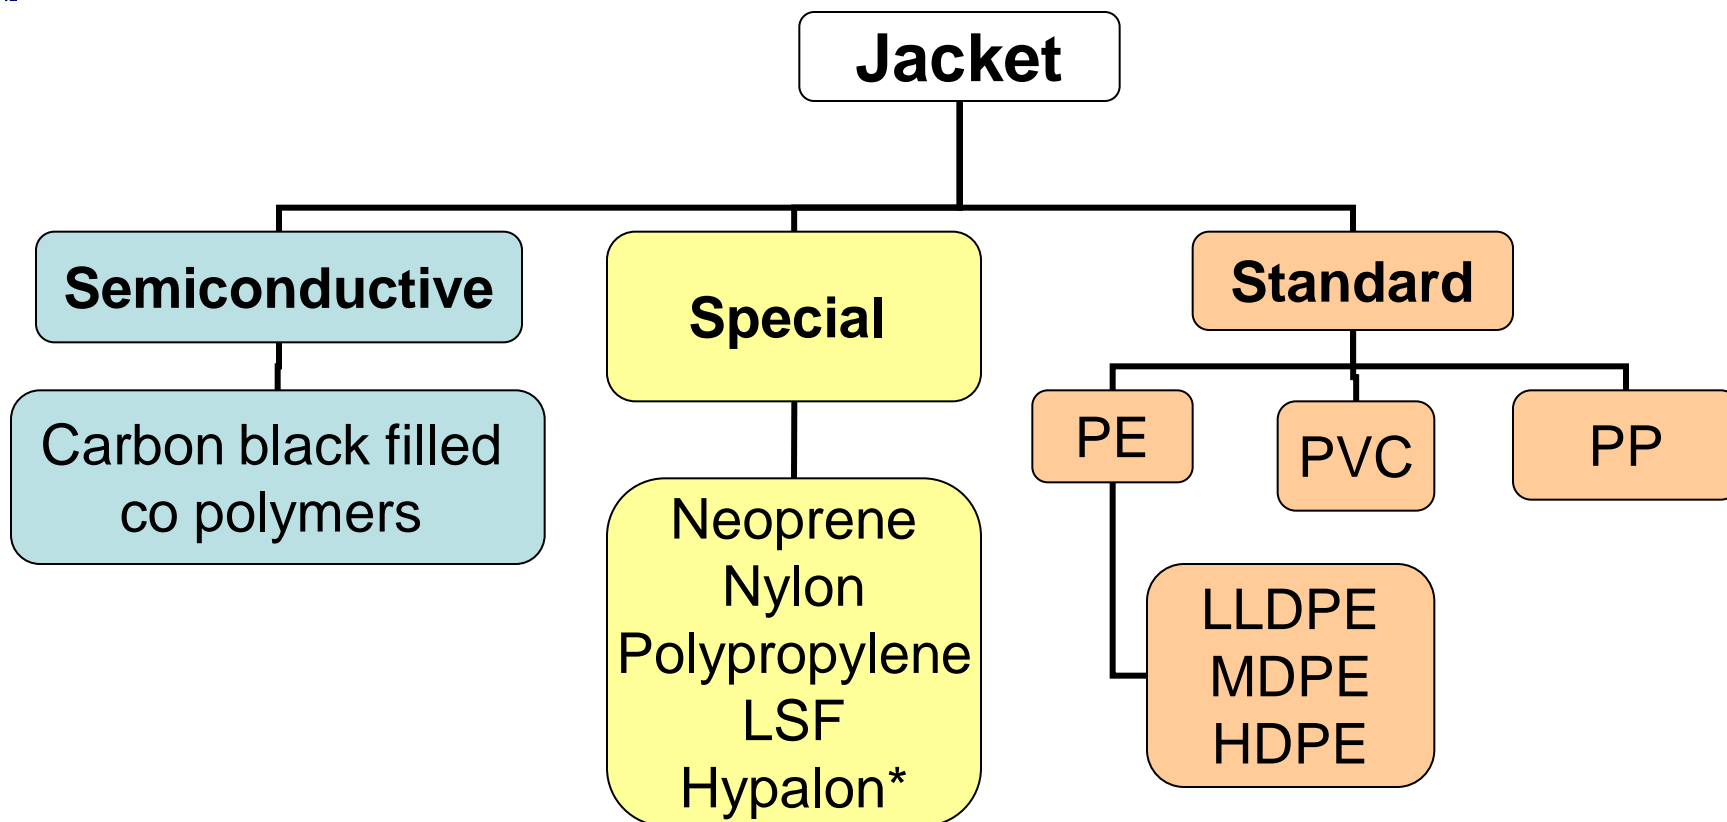 Jacket
Semiconductive
Special
Standard
Carbon black filled
co polymers
PE
PVC
PP
Neoprene
Nylon
Polypropylene
LSF
Hypalon*
LLDPE
MDPE
HDPE